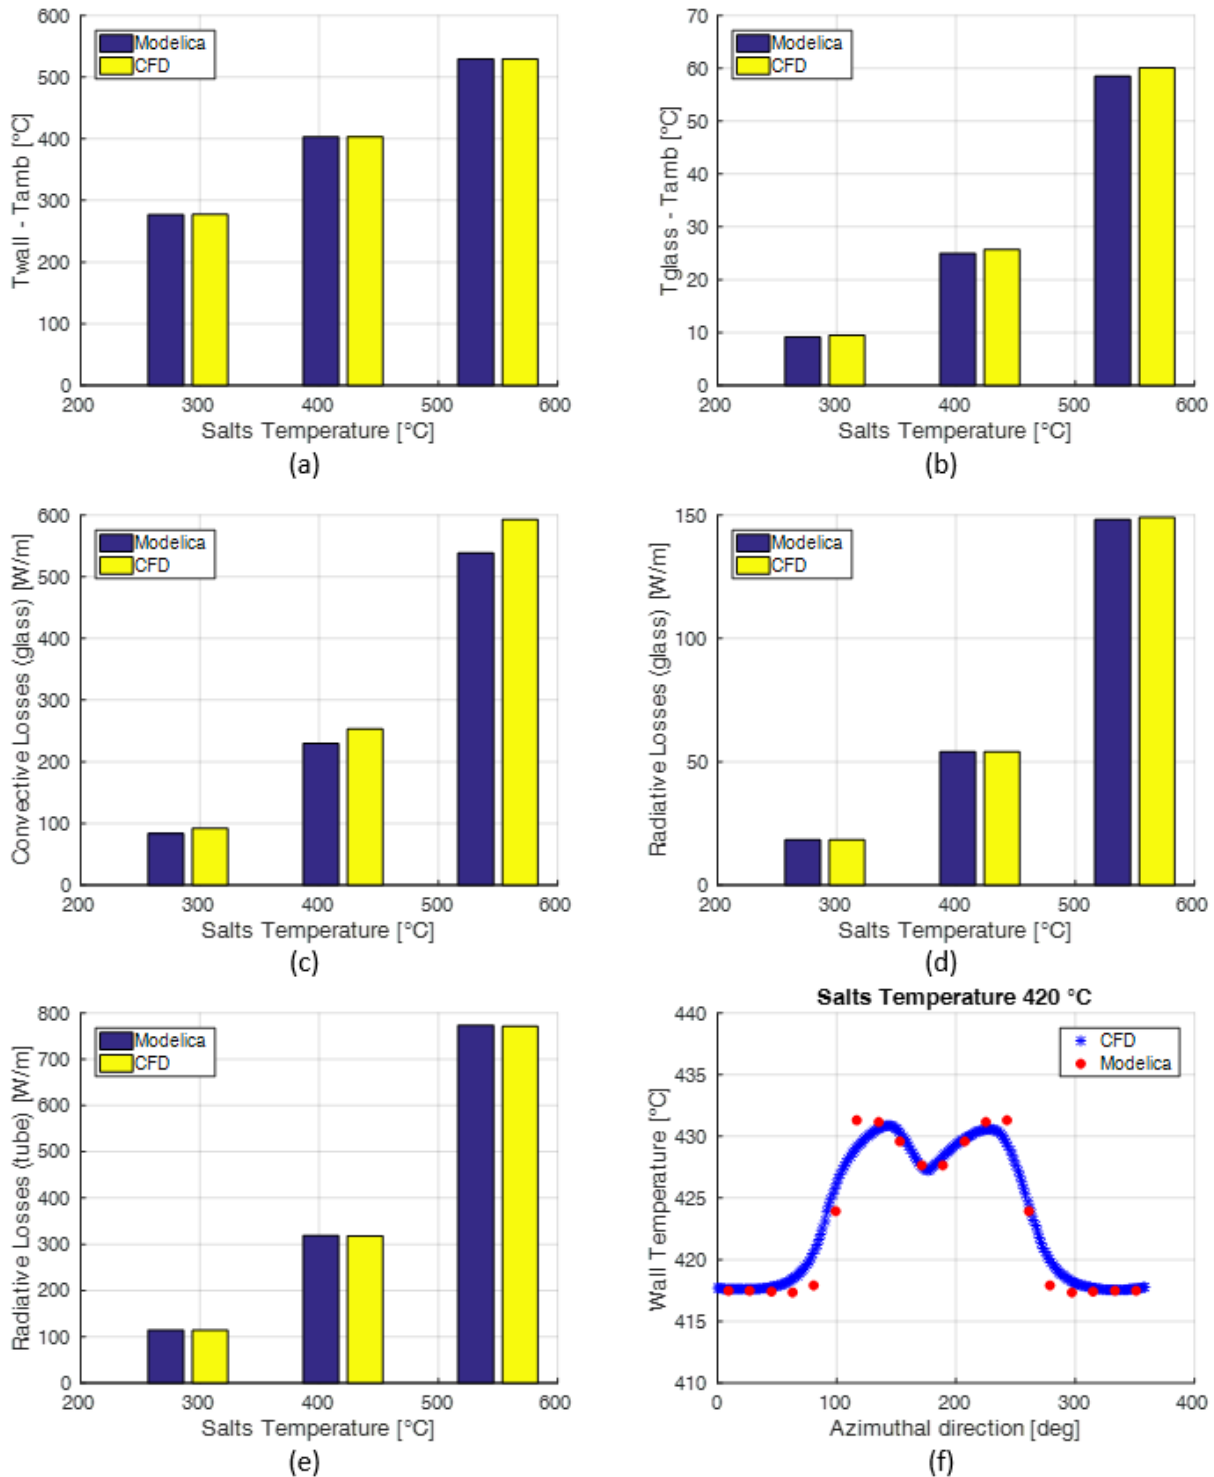 600
500
400
300
200
100
0
Twall - Tamb [°C]
Modelica
CFD
200 300 400 500 600
Salts Temperature [°C]
(a)
70
60
50
40
30
20
10
0
Tglass - Tamb [°C]
Modelica
CFD
200 300 400 500 600
Salts Temperature [°C]
(b)
600
500
400
300
200
100
0
Convective Losses (glass) [W/m]
Modelica
CFD
200 300 400 500 600
Salts Temperature [°C]
(c)
150
100
50
0
Radiative Losses (glass) [W/m]
Modelica
CFD
200 300 400 500 600
Salts Temperature [°C]
(d)
800
700
600
500
400
300
200
100
0
Radiative Losses (tube) [W/m]
Modelica
CFD
200 300 400 500 600
Salts Temperature [°C]
(e)
Salts Temperature 420 °C
440
435
430
425
420
415
410
Wall Temperature [°C]
CFD
Modelica
0 100 200 300 400
Azimuthal direction [deg]
(f)